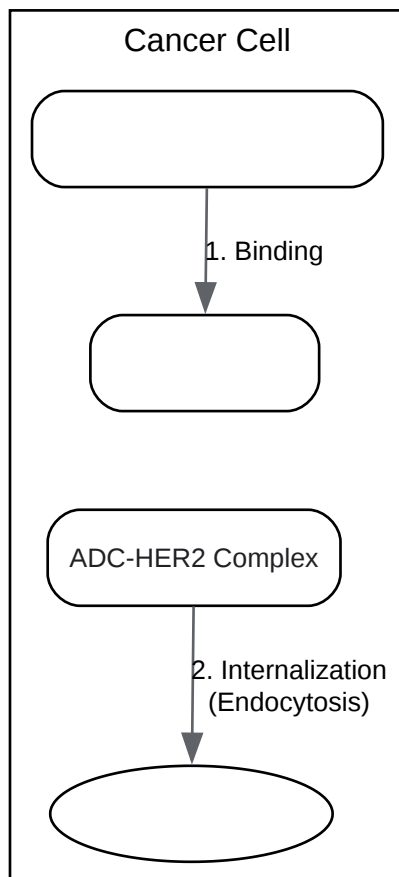 Cancer Cell
1. Binding
ADC-HER2 Complex
2. Internalization
(Endocytosis)